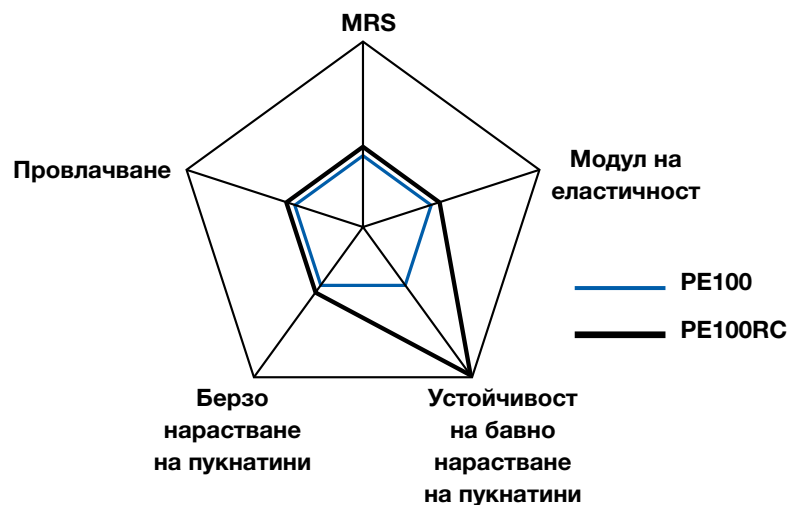 MRS
Провлачване
Модул на
еластичност
PE100
PE100RC
Берзо
нарастване
на пукнатини
Устойчивост
на бавно
нарастване
на пукнатини